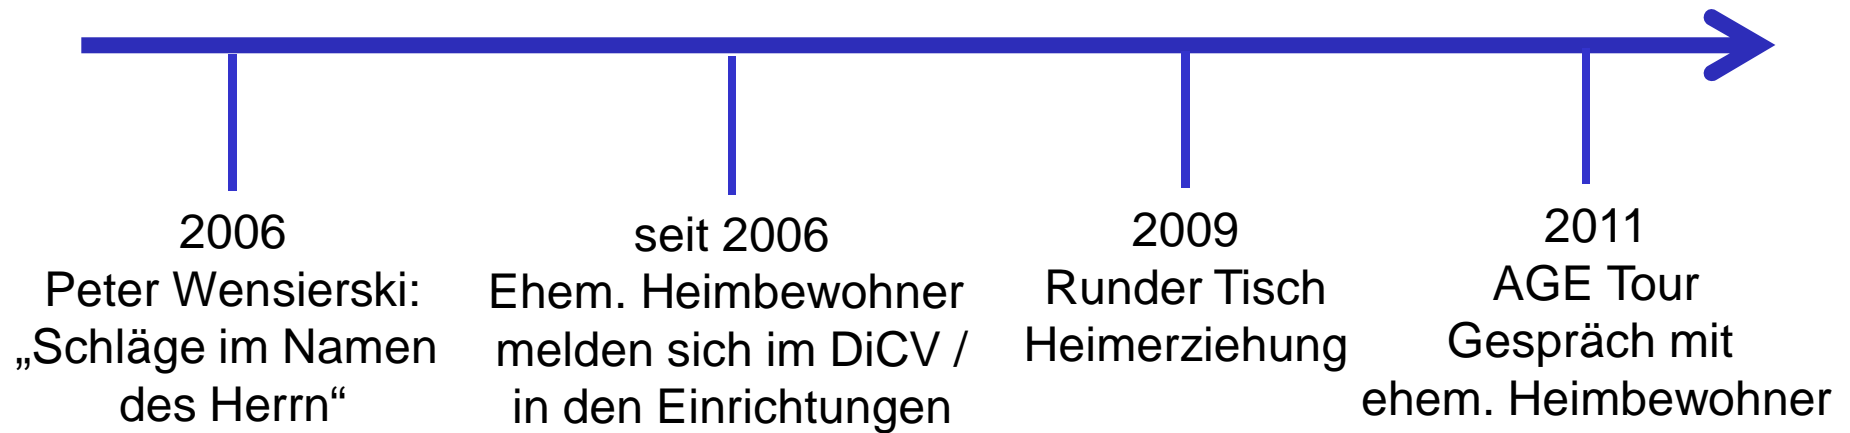 2006
Peter Wensierski:
„Schläge im Namen
des Herrn“
seit 2006
Ehem. Heimbewohner
melden sich im DiCV /
in den Einrichtungen
2009
Runder Tisch
Heimerziehung
2011
AGE Tour
Gespräch mit
ehem. Heimbewohner